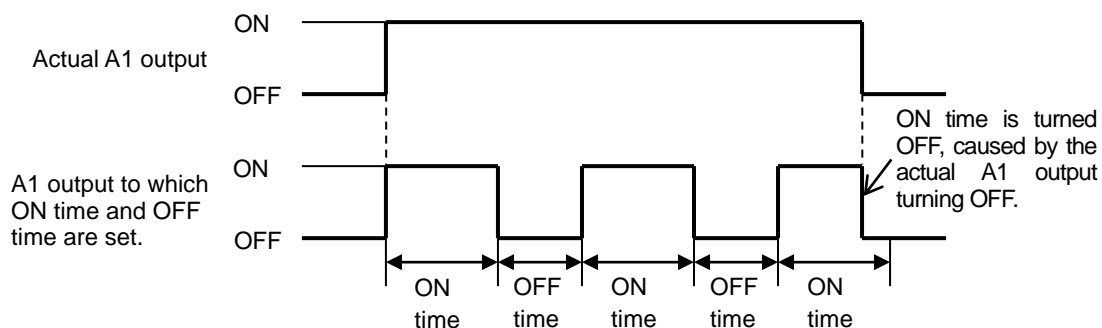 ON
Actual A1 output
OFF
ON time is turned
OFF, caused by the
actual A1 output
turning OFF.
ON
A1 output to which
ON time and OFF
time are set.
OFF
ON
time
OFF
time
ON
time
OFF
time
ON
time